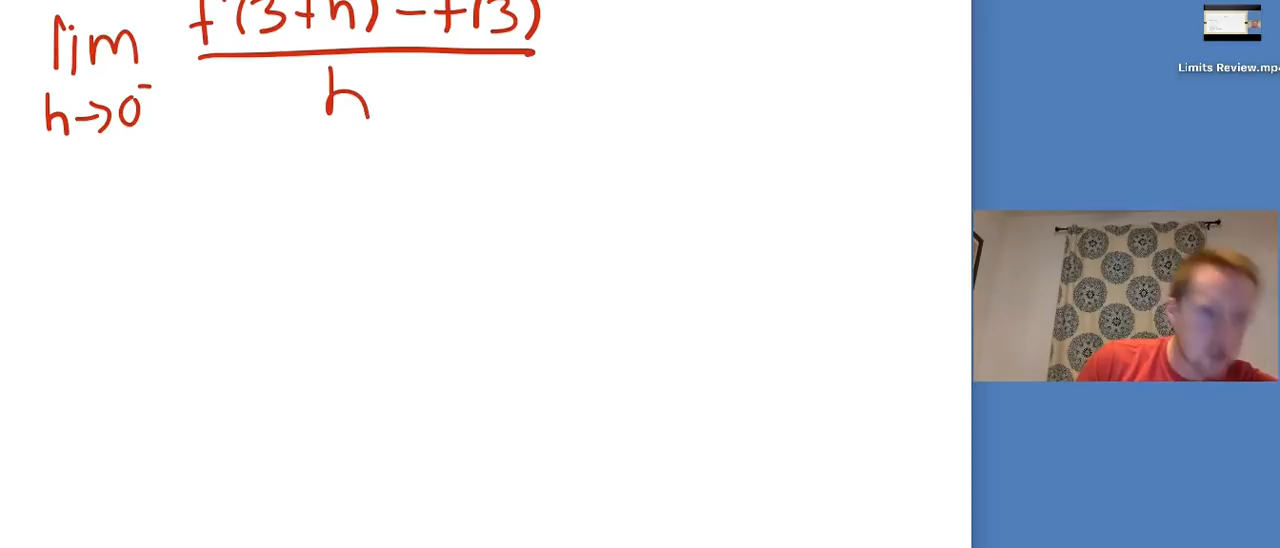 lim f(3+h) - f(3)
h→0⁻ h
Limits Review.mp4